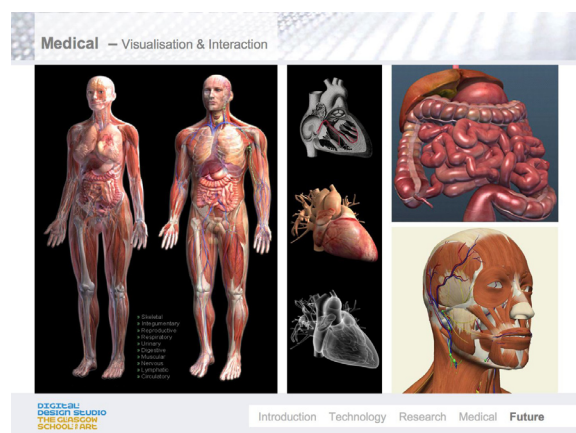 Medical – Visualisation & Interaction
» Skeletal
» Integumentary
» Reproductive
» Respiratory
» Urinary
» Digestive
» Muscular
» Nervous
» Lymphatic
» Circulatory
DIGITAL
DESIGN STUDIO
THE GLASGOW
SCHOOL:ART
Introduction Technology Research Medical Future